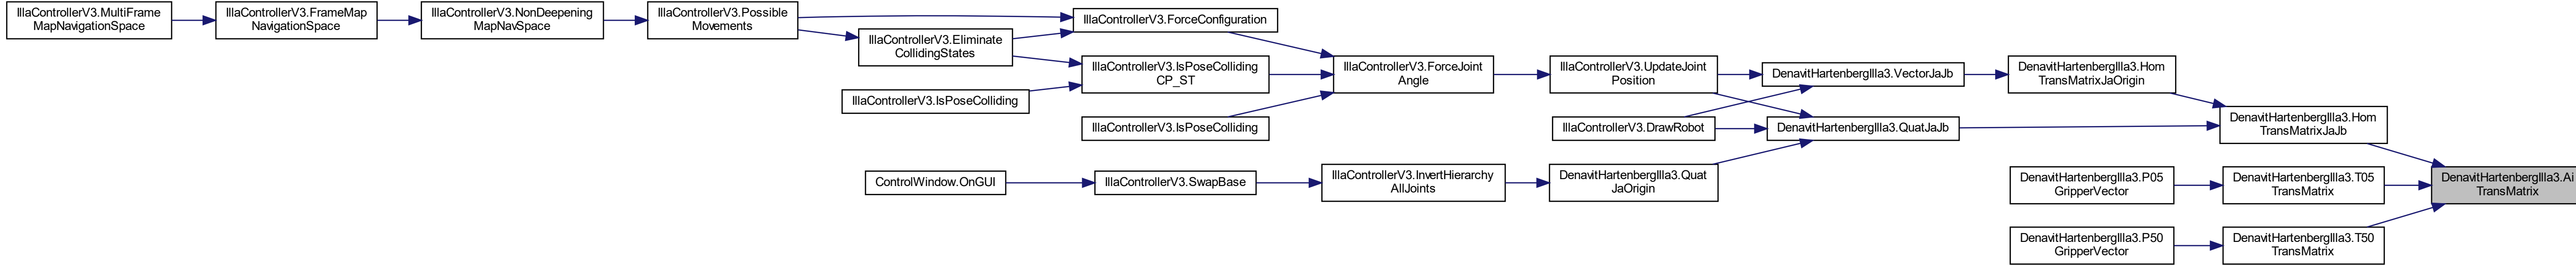 IllaControllerV3.MultiFrame
MapNavigationSpace
IllaControllerV3.FrameMap
NavigationSpace
IllaControllerV3.NonDeepening
MapNavSpace
IllaControllerV3.Possible
Movements
IllaControllerV3.Eliminate
CollidingStates
IllaControllerV3.IsPoseColliding
IllaControllerV3.ForceConfiguration
IllaControllerV3.IsPoseColliding
CP_ST
IllaControllerV3.IsPoseColliding
IllaControllerV3.ForceJoint
Angle
IllaControllerV3.UpdateJoint
Position
IllaControllerV3.DrawRobot
DenavitHartenbergIlla3.VectorJaJb
DenavitHartenbergIlla3.QuatJaJb
DenavitHartenbergIlla3.Hom
TransMatrixJaOrigin
DenavitHartenbergIlla3.Hom
TransMatrixJaJb
ControlWindow.OnGUI
IllaControllerV3.SwapBase
IllaControllerV3.InvertHierarchy
AllJoints
DenavitHartenbergIlla3.Quat
JaOrigin
DenavitHartenbergIlla3.P05
GripperVector
DenavitHartenbergIlla3.T05
TransMatrix
DenavitHartenbergIlla3.Ai
TransMatrix
DenavitHartenbergIlla3.P50
GripperVector
DenavitHartenbergIlla3.T50
TransMatrix